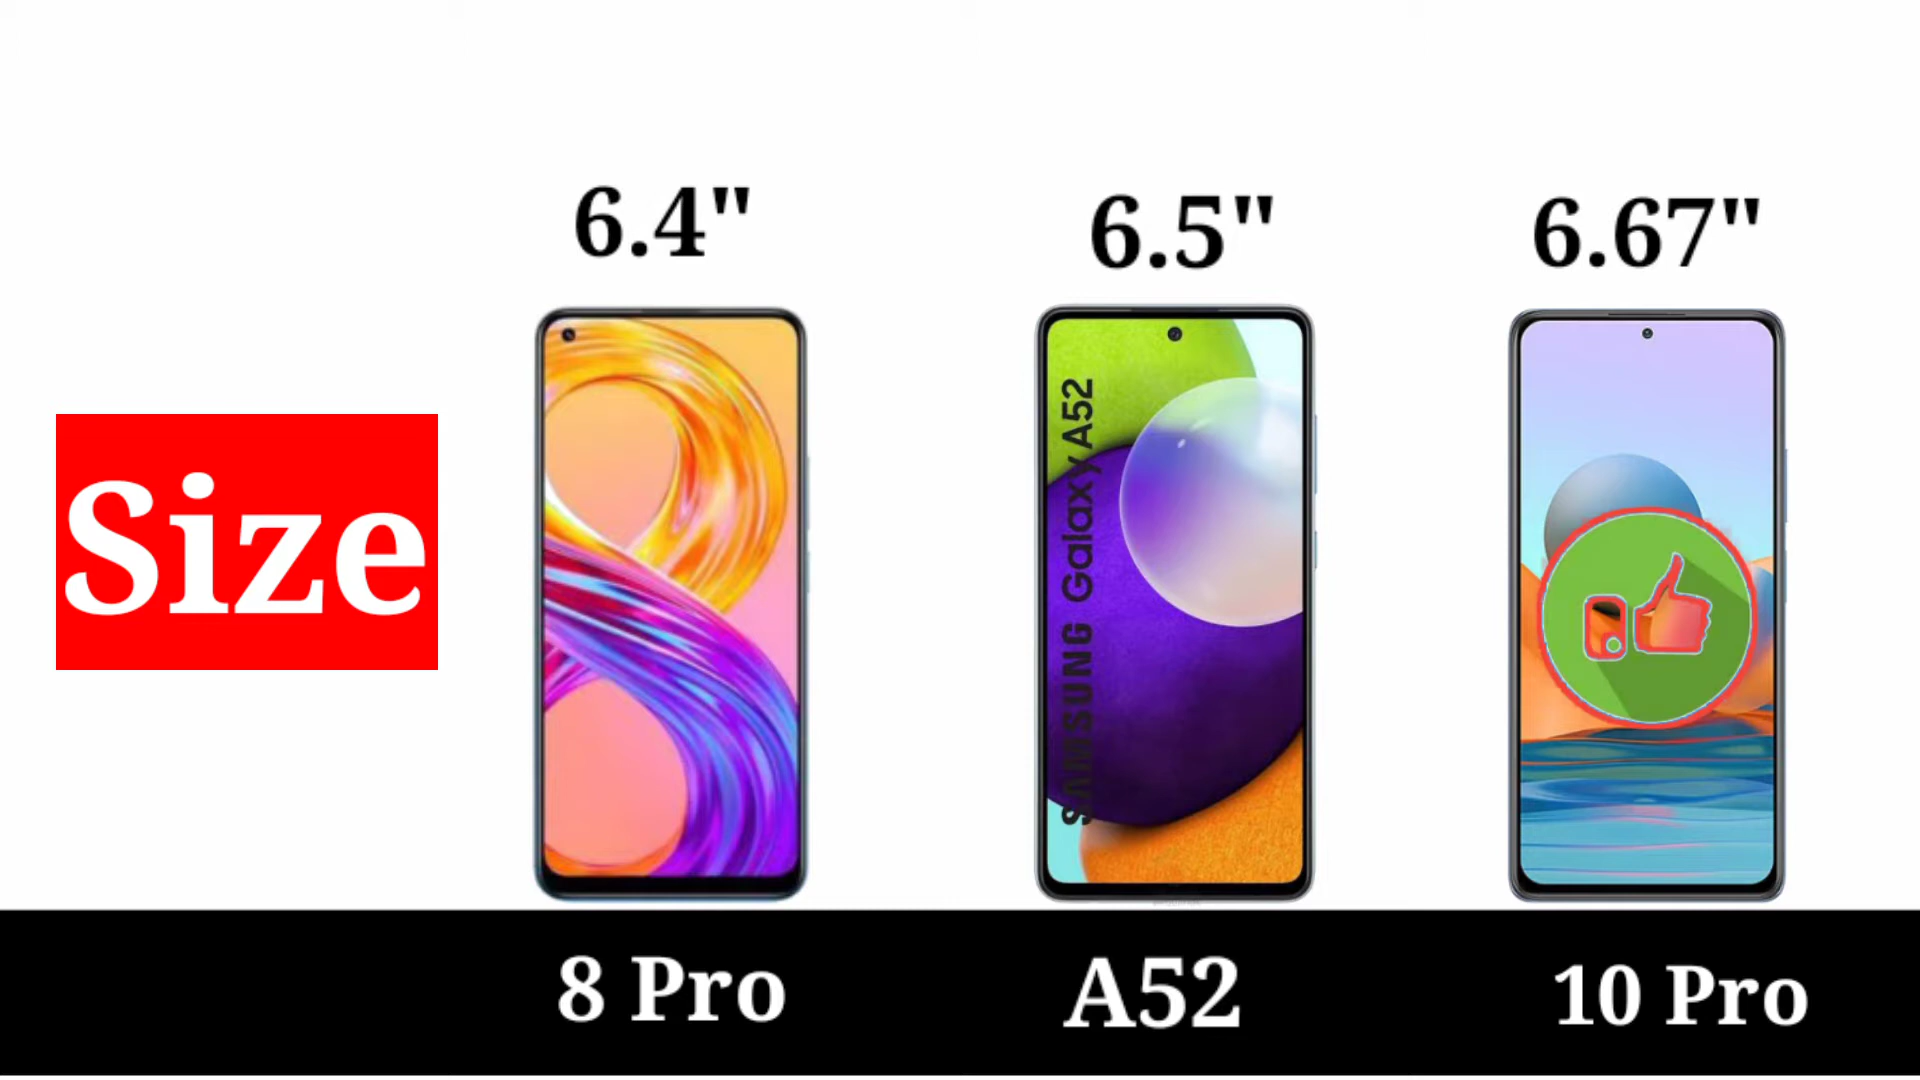 6.4"
6.5"
6.67"
Size
SAMSUNG Galaxy A52
8 Pro
A52
10 Pro